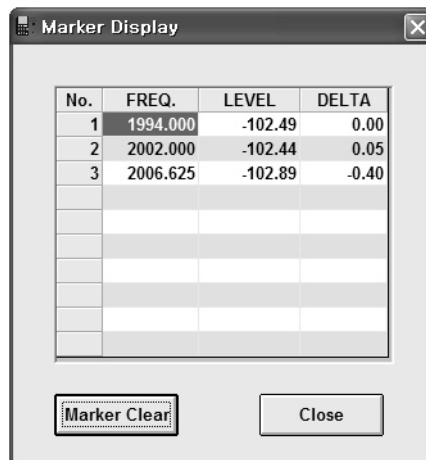 Marker Display
No. FREQ. LEVEL DELTA
1 1994.000 -102.49 0.00
2 2002.000 -102.44 0.05
3 2006.625 -102.89 -0.40
Marker Clear Close